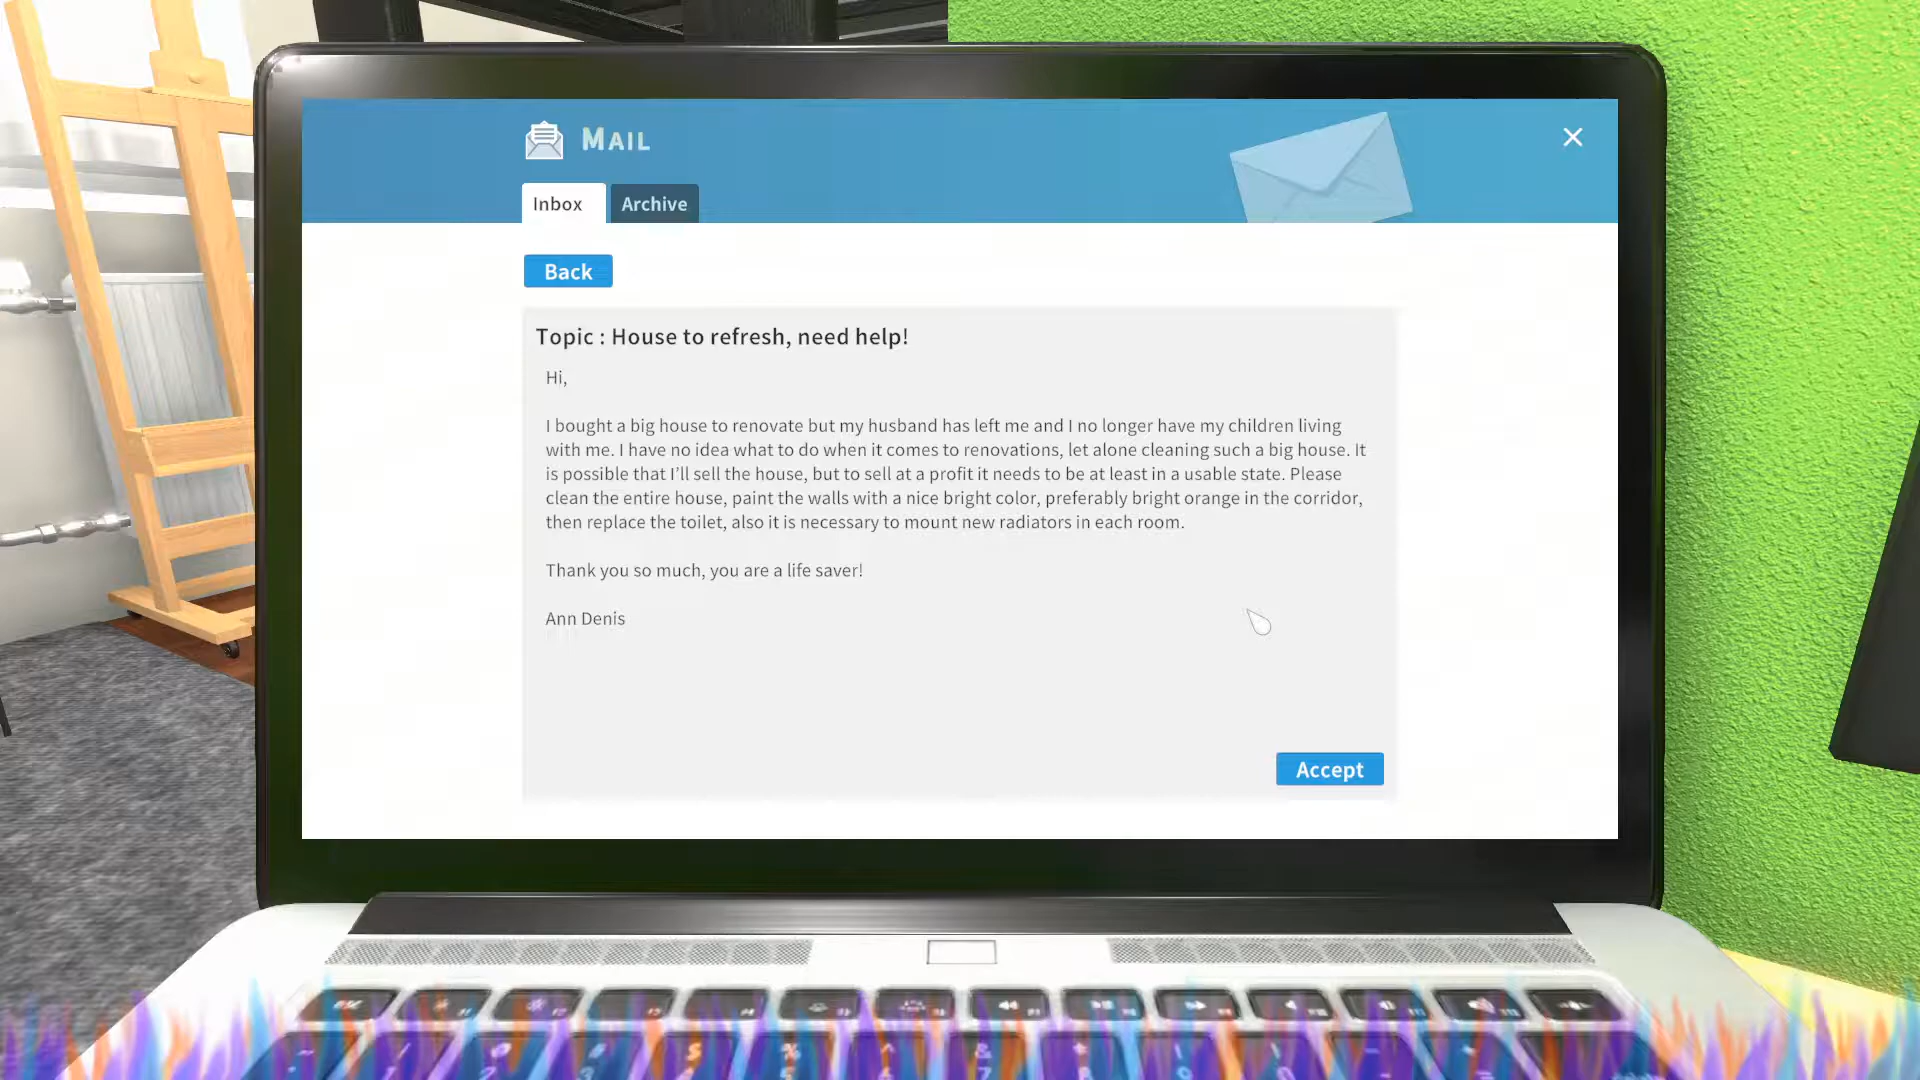 Mail
Inbox
Archive
Back
Topic : House to refresh, need help!
Hi,
I bought a big house to renovate but my husband has left me and I no longer have my children living
with me. I have no idea what to do when it comes to renovations, let alone cleaning such a big house. It
is possible that I'll sell the house, but to sell at a profit it needs to be at least in a usable state. Please
clean the entire house, paint the walls with a nice bright color, preferably bright orange in the corridor,
then replace the toilet, also it is necessary to mount new radiators in each room.
Thank you so much, you are a life saver!
Ann Denis
Accept